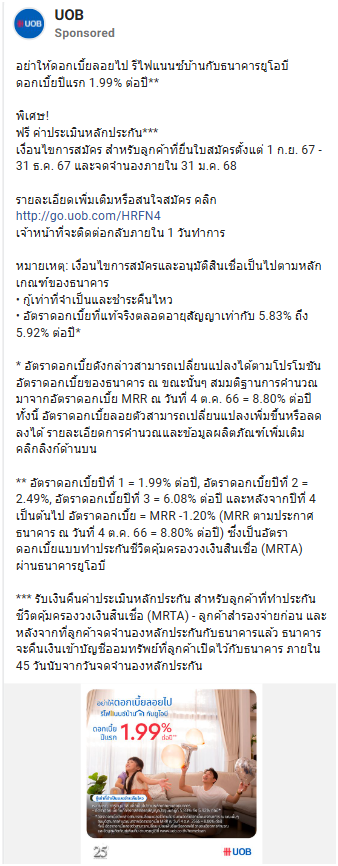 UOB
Sponsored
อย่าให้ดอกเบี้ยลอยไป รีไฟแนนซ์บ้านกับธนาคารยูโอบี
ดอกเบี้ยปีแรก 1.99% ต่อปี**
พิเศษ!
ฟรี ค่าประเมินหลักประกัน***
เงื่อนไขการสมัคร สำหรับลูกค้าที่ยื่นใบสมัครตั้งแต่ 1 ก.ย. 67 -
31 ธ.ค. 67 และจดจำนองภายใน 31 ม.ค. 68
รายละเอียดเพิ่มเติมหรือสนใจสมัคร คลิก
http://go.uob.com/HRFN4
เจ้าหน้าที่จะติดต่อกลับภายใน 1 วันทำการ
หมายเหตุ: เงื่อนไขการสมัครและอนุมัติสินเชื่อเป็นไปตามหลัก
เกณฑ์ของธนาคาร
• กู้เท่าที่จำเป็นและชำระคืนไหว
• อัตราดอกเบี้ยที่แท้จริงตลอดอายุสัญญาเท่ากับ 5.83% ถึง
5.92% ต่อปี*
* อัตราดอกเบี้ยดังกล่าวสามารถเปลี่ยนแปลงได้ตามโปรโมชัน
อัตราดอกเบี้ยของธนาคาร ณ ขณะนั้นๆ สมมติฐานการคำนวณ
มาจากอัตราดอกเบี้ย MRR ณ วันที่ 4 ต.ค. 66 = 8.80% ต่อปี
ทั้งนี้ อัตราดอกเบี้ยลอยตัวสามารถเปลี่ยนแปลงเพิ่มขึ้นหรือลด
ลงได้ รายละเอียดการคำนวณและข้อมูลผลิตภัณฑ์เพิ่มเติม
คลิกลิงก์ด้านบน
** อัตราดอกเบี้ยปีที่ 1 = 1.99% ต่อปี, อัตราดอกเบี้ยปีที่ 2 =
2.49%, อัตราดอกเบี้ยปีที่ 3 = 6.08% ต่อปี และหลังจากปีที่ 4
เป็นต้นไป อัตราดอกเบี้ย = MRR -1.20% (MRR ตามประกาศ
ธนาคาร ณ วันที่ 4 ต.ค. 66 = 8.80% ต่อปี) ซึ่งเป็นอัตรา
ดอกเบี้ยแบบทำประกันชีวิตคุ้มครองวงเงินสินเชื่อ (MRTA)
ผ่านธนาคารยูโอบี
*** รับเงินคืนค่าประเมินหลักประกัน สำหรับลูกค้าที่ทำประกัน
ชีวิตคุ้มครองวงเงินสินเชื่อ (MRTA) - ลูกค้าสำรองจ่ายก่อน และ
หลังจากที่ลูกค้าจดจำนองหลักประกันกับธนาคารแล้ว ธนาคาร
จะคืนเงินเข้าบัญชีออมทรัพย์ที่ลูกค้าเปิดไว้กับธนาคาร ภายใน
45 วันนับจากวันจดจำนองหลักประกัน
อย่าให้ดอกเบี้ยลอยไป
รีไฟแนนซ์บ้าน กับยูโอบี
ดอกเบี้ย
ปีแรก 1.99% ต่อปี**
กู้เท่าที่จำเป็นและชำระคืนไหว
25
UOB